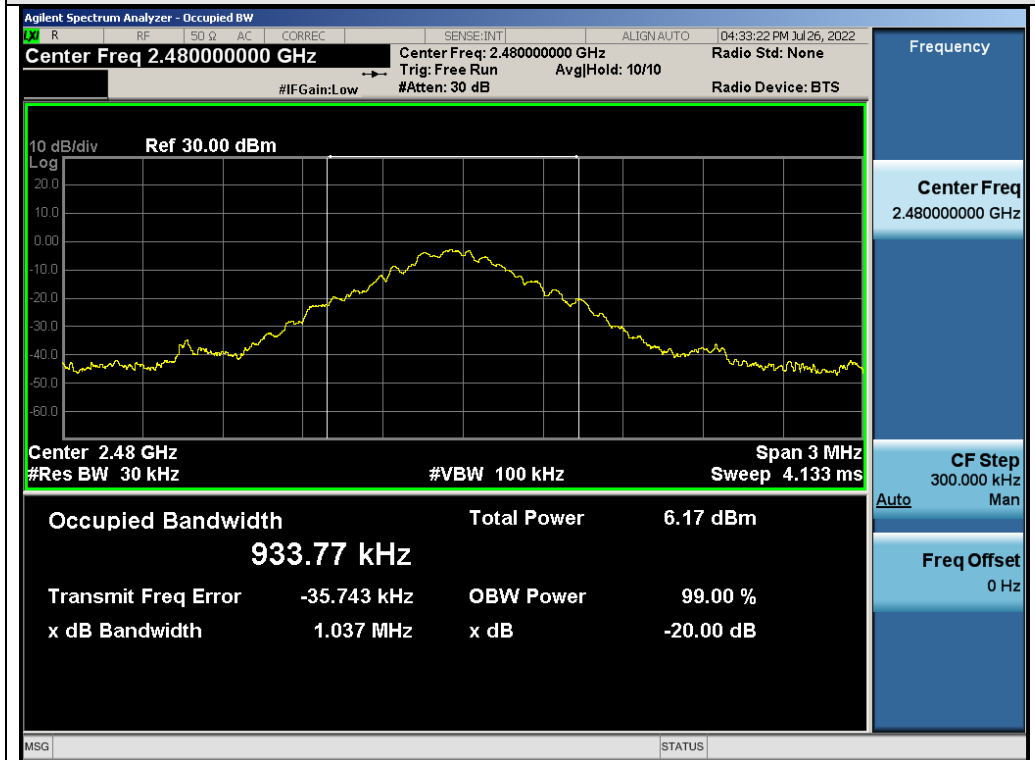 Agilent Spectrum Analyzer - Occupied BW
LXI R RF 50 Ω AC CORREC SENSE:INT ALIGN AUTO 04:33:22 PM Jul 26, 2022
Center Freq 2.480000000 GHz Center Freq: 2.480000000 GHz Radio Std: None
Trig: Free Run Avg|Hold: 10/10
#IFGain:Low #Atten: 30 dB Radio Device: BTS
10 dB/div Ref 30.00 dBm
Log
20.0
10.0
0.00
-10.0
-20.0
-30.0
-40.0
-50.0
-60.0
Center 2.48 GHz Span 3 MHz
#Res BW 30 kHz #VBW 100 kHz Sweep 4.133 ms
Occupied Bandwidth Total Power 6.17 dBm
933.77 kHz
Transmit Freq Error -35.743 kHz OBW Power 99.00 %
x dB Bandwidth 1.037 MHz x dB -20.00 dB
MSG STATUS
Frequency
Center Freq
2.480000000 GHz
CF Step
300.000 kHz
Auto Man
Freq Offset
0 Hz